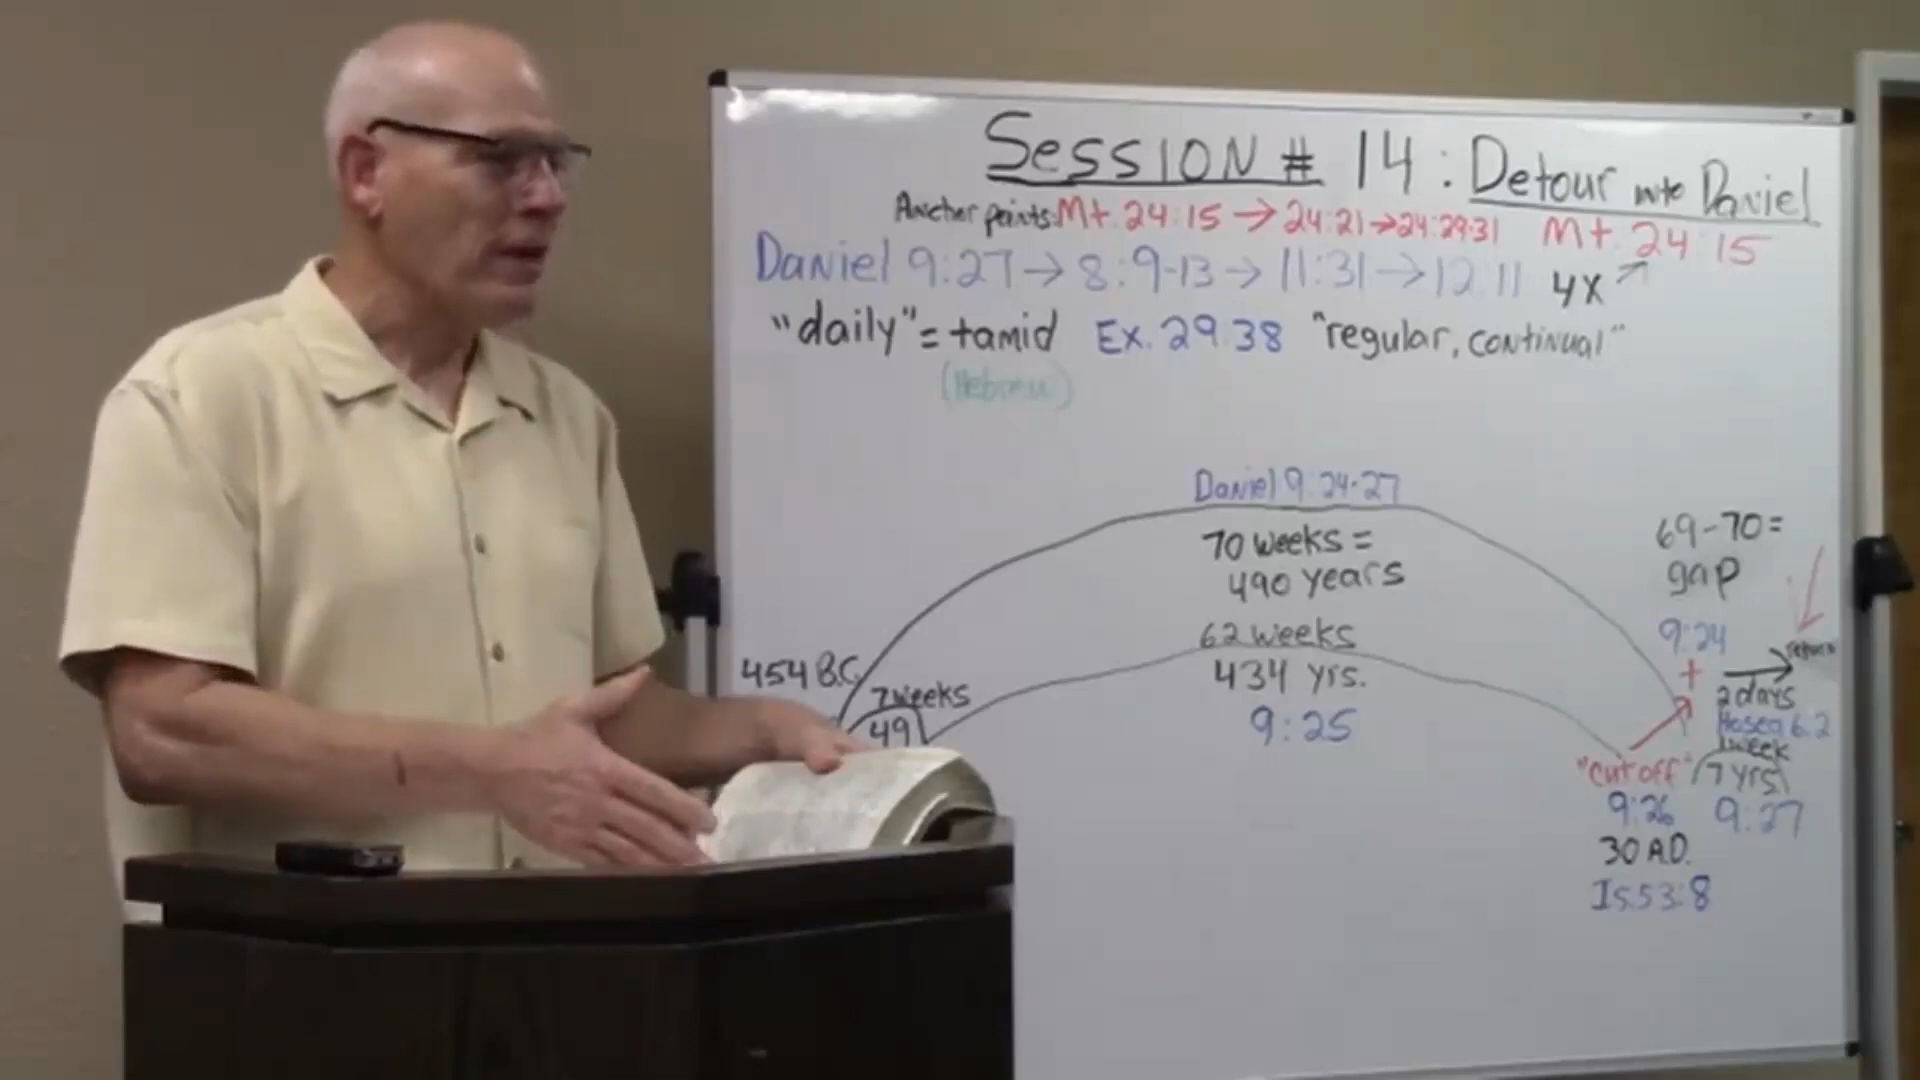 Session # 14: Detour into Daniel
Anchor points: Mt. 24:15 → 24:21 → 24:29-31 Mt. 24:15
Daniel 9:27 → 8:9-13 → 11:31 → 12:11 4x
"daily" = tamid Ex. 29:38 "regular, continual"
(Hebrew)
Daniel 9:24-27
70 weeks =
490 years
62 weeks
434 yrs.
9:25
454 B.C.
7 weeks
49
69-70 =
gap
9:24
+
return
2 days
Hosea 6:2
1 week
"cut off" 7 yrs.
9:26 9:27
30 A.D.
Is. 53:8